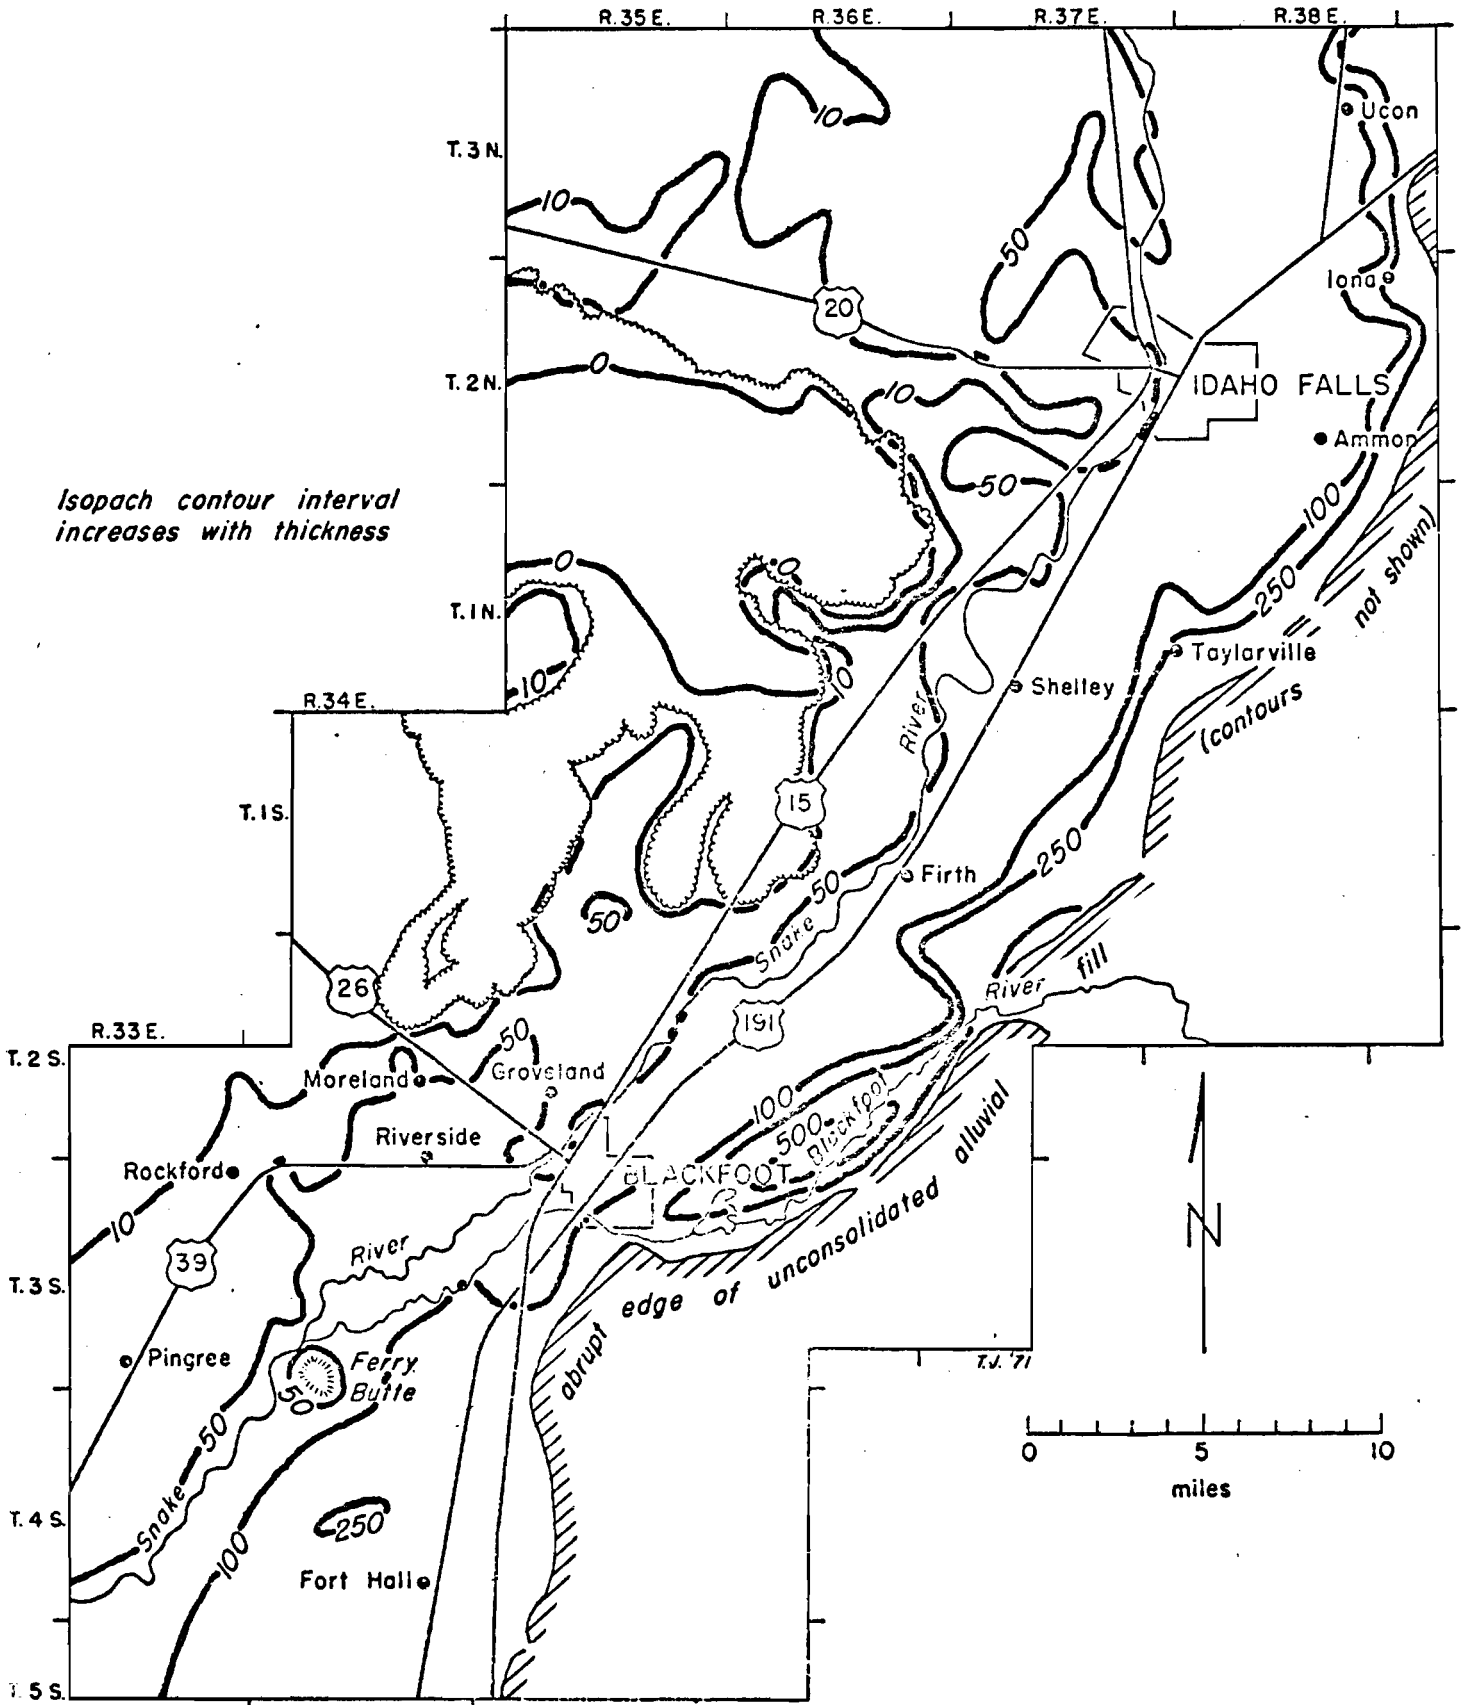 R.35E.
R.36E.
R.37E.
R.38E.
Ucon
10
T.3N.
10
50
Iona
20
0
T.2N.
10
IDAHO FALLS
Ammon
50
Isopach contour interval
increases with thickness
100
0
0
250
not shown)
T.1N.
Taylarville
10
10
Shelley
R.34E.
River
(contours
T.1S.
15
250
50
Firth
50
Snake
26
River
fill
191
R.33E.
T.2S.
50
Moreland
Groveland
100
500
Blackfoot
alluvial
Riverside
Rockford
BLACKFOOT
10
River
39
unconsolidated
of
edge
T.3S.
abrupt
Pingree
Ferry
Butte
T.J. '71
50
50
0 5 10
miles
Snake
T.4S.
250
100
Fort Hall
T.5S.